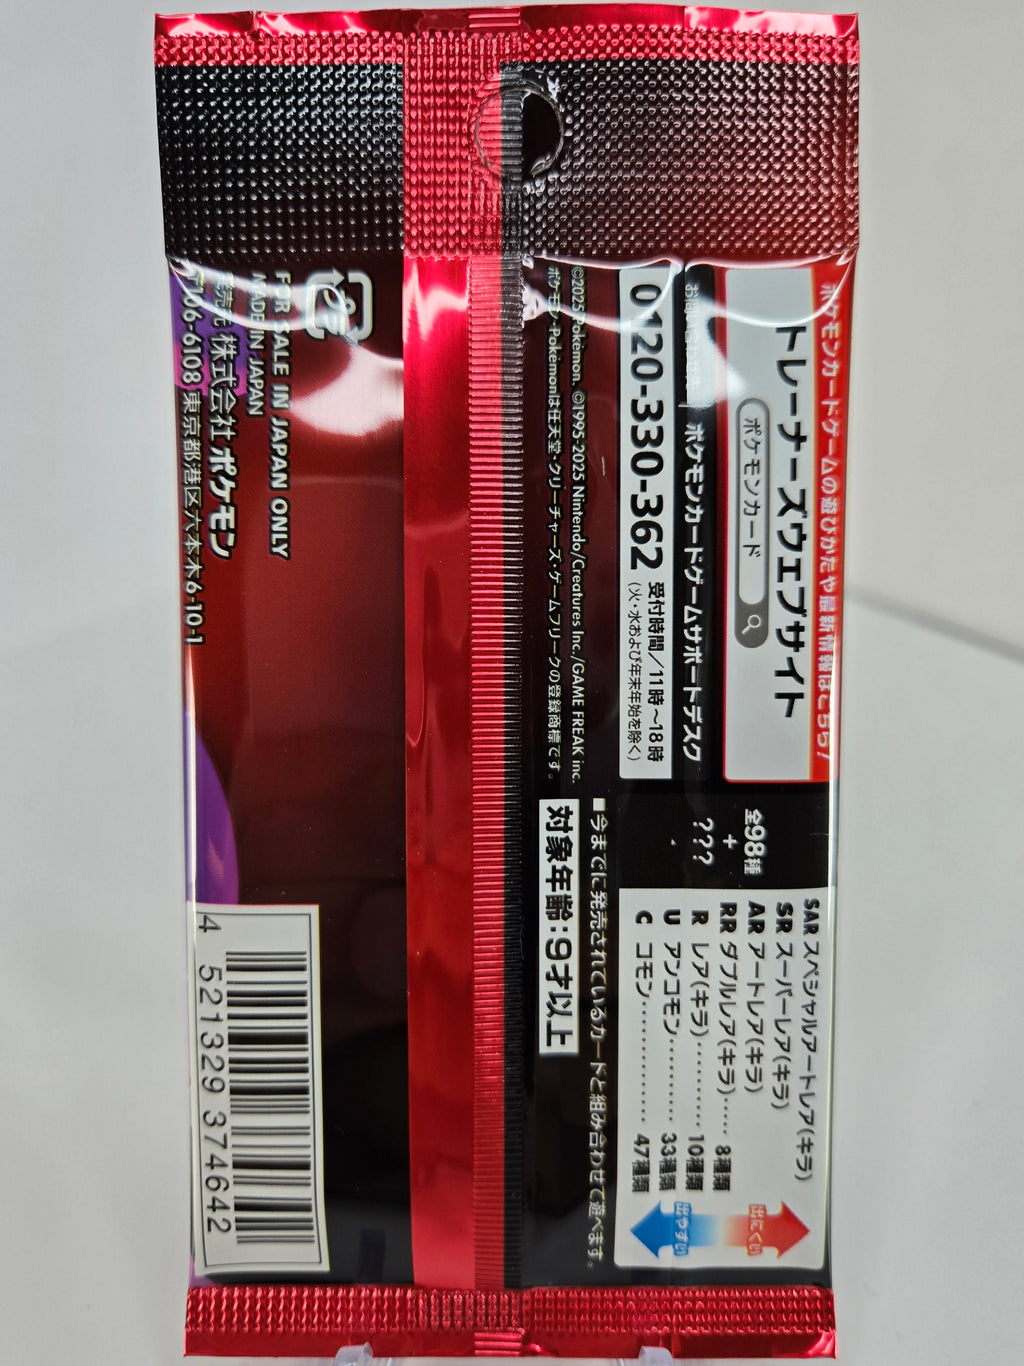 ポケモンカードゲームの遊びかたや最新情報はこちら!
トレーナーズウェブサイト
ポケモンカード
お問い合わせ先 ポケモンカードゲームサポートデスク
0120-330-362 受付時間/11時~18時
(火・水および年末年始を除く)
©2025 Pokémon. ©1995-2025 Nintendo/Creatures Inc./GAME FREAK inc.
ポケモン・Pokémonは任天堂・クリーチャーズ・ゲームフリークの登録商標です。
全98種
+
???
SAR スペシャルアートレア(キラ)
SR スーパーレア(キラ)
AR アートレア(キラ)
RR ダブルレア(キラ)…… 8種類
R レア(キラ)………… 10種類
U アンコモン………… 33種類
C コモン……………… 47種類
出にくい
出やすい
■今までに発売されているカードと組み合わせて遊べます。
対象年齢:9才以上
FOR SALE IN JAPAN ONLY
MADE IN JAPAN
発売元 株式会社ポケモン
〒106-6108 東京都港区六本木6-10-1
4 521329 374642